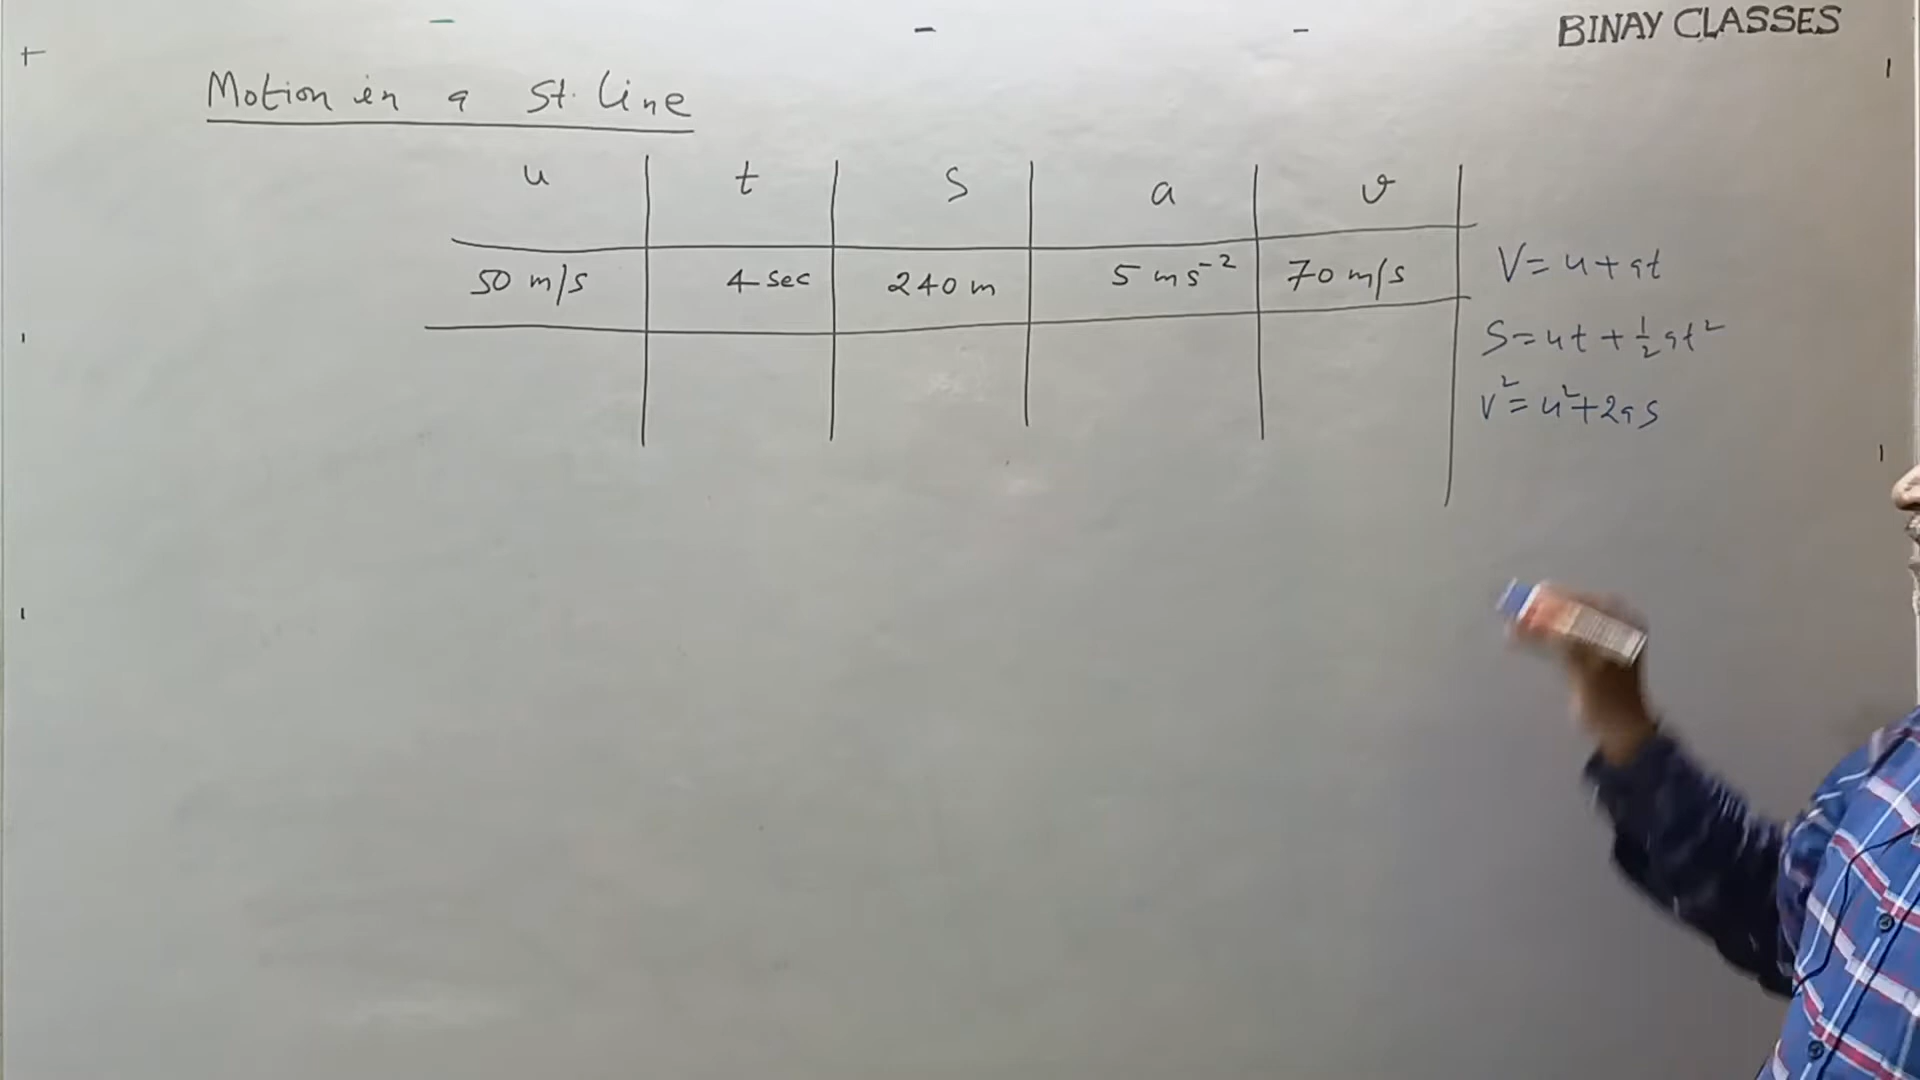 BINAY CLASSES
Motion in a St. Line
u t S a v
50 m/s 4 sec 240 m 5 ms⁻² 70 m/s
V = u + at
S = ut + ½at²
v² = u² + 2as